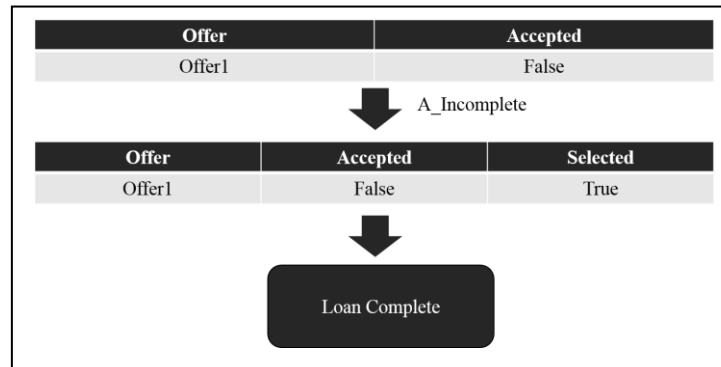 Offer Accepted
Offer1 False
A_Incomplete
Offer Accepted Selected
Offer1 False True
Loan Complete